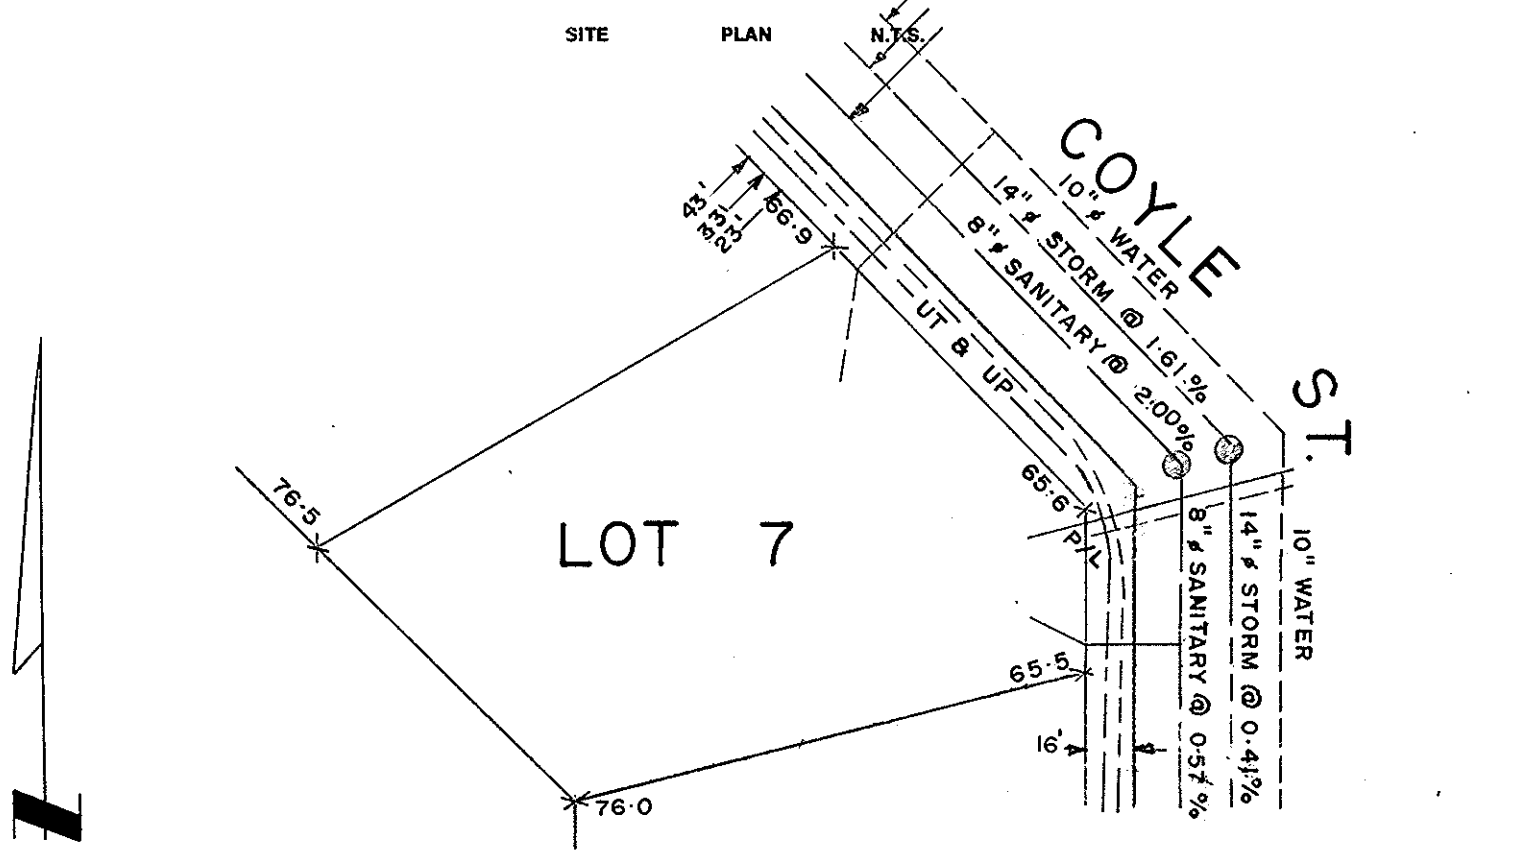 SITE PLAN N.T.S.
COYLE ST.
10"ø WATER
14"ø STORM @ 1.61%
8"ø SANITARY @ 2.00%
43'
33'
23'
66.9
UT & UP
65.6
P/L
76.5
LOT 7
8"ø SANITARY @ 0.57%
14"ø STORM @ 0.41%
10" WATER
65.5
16'
76.0